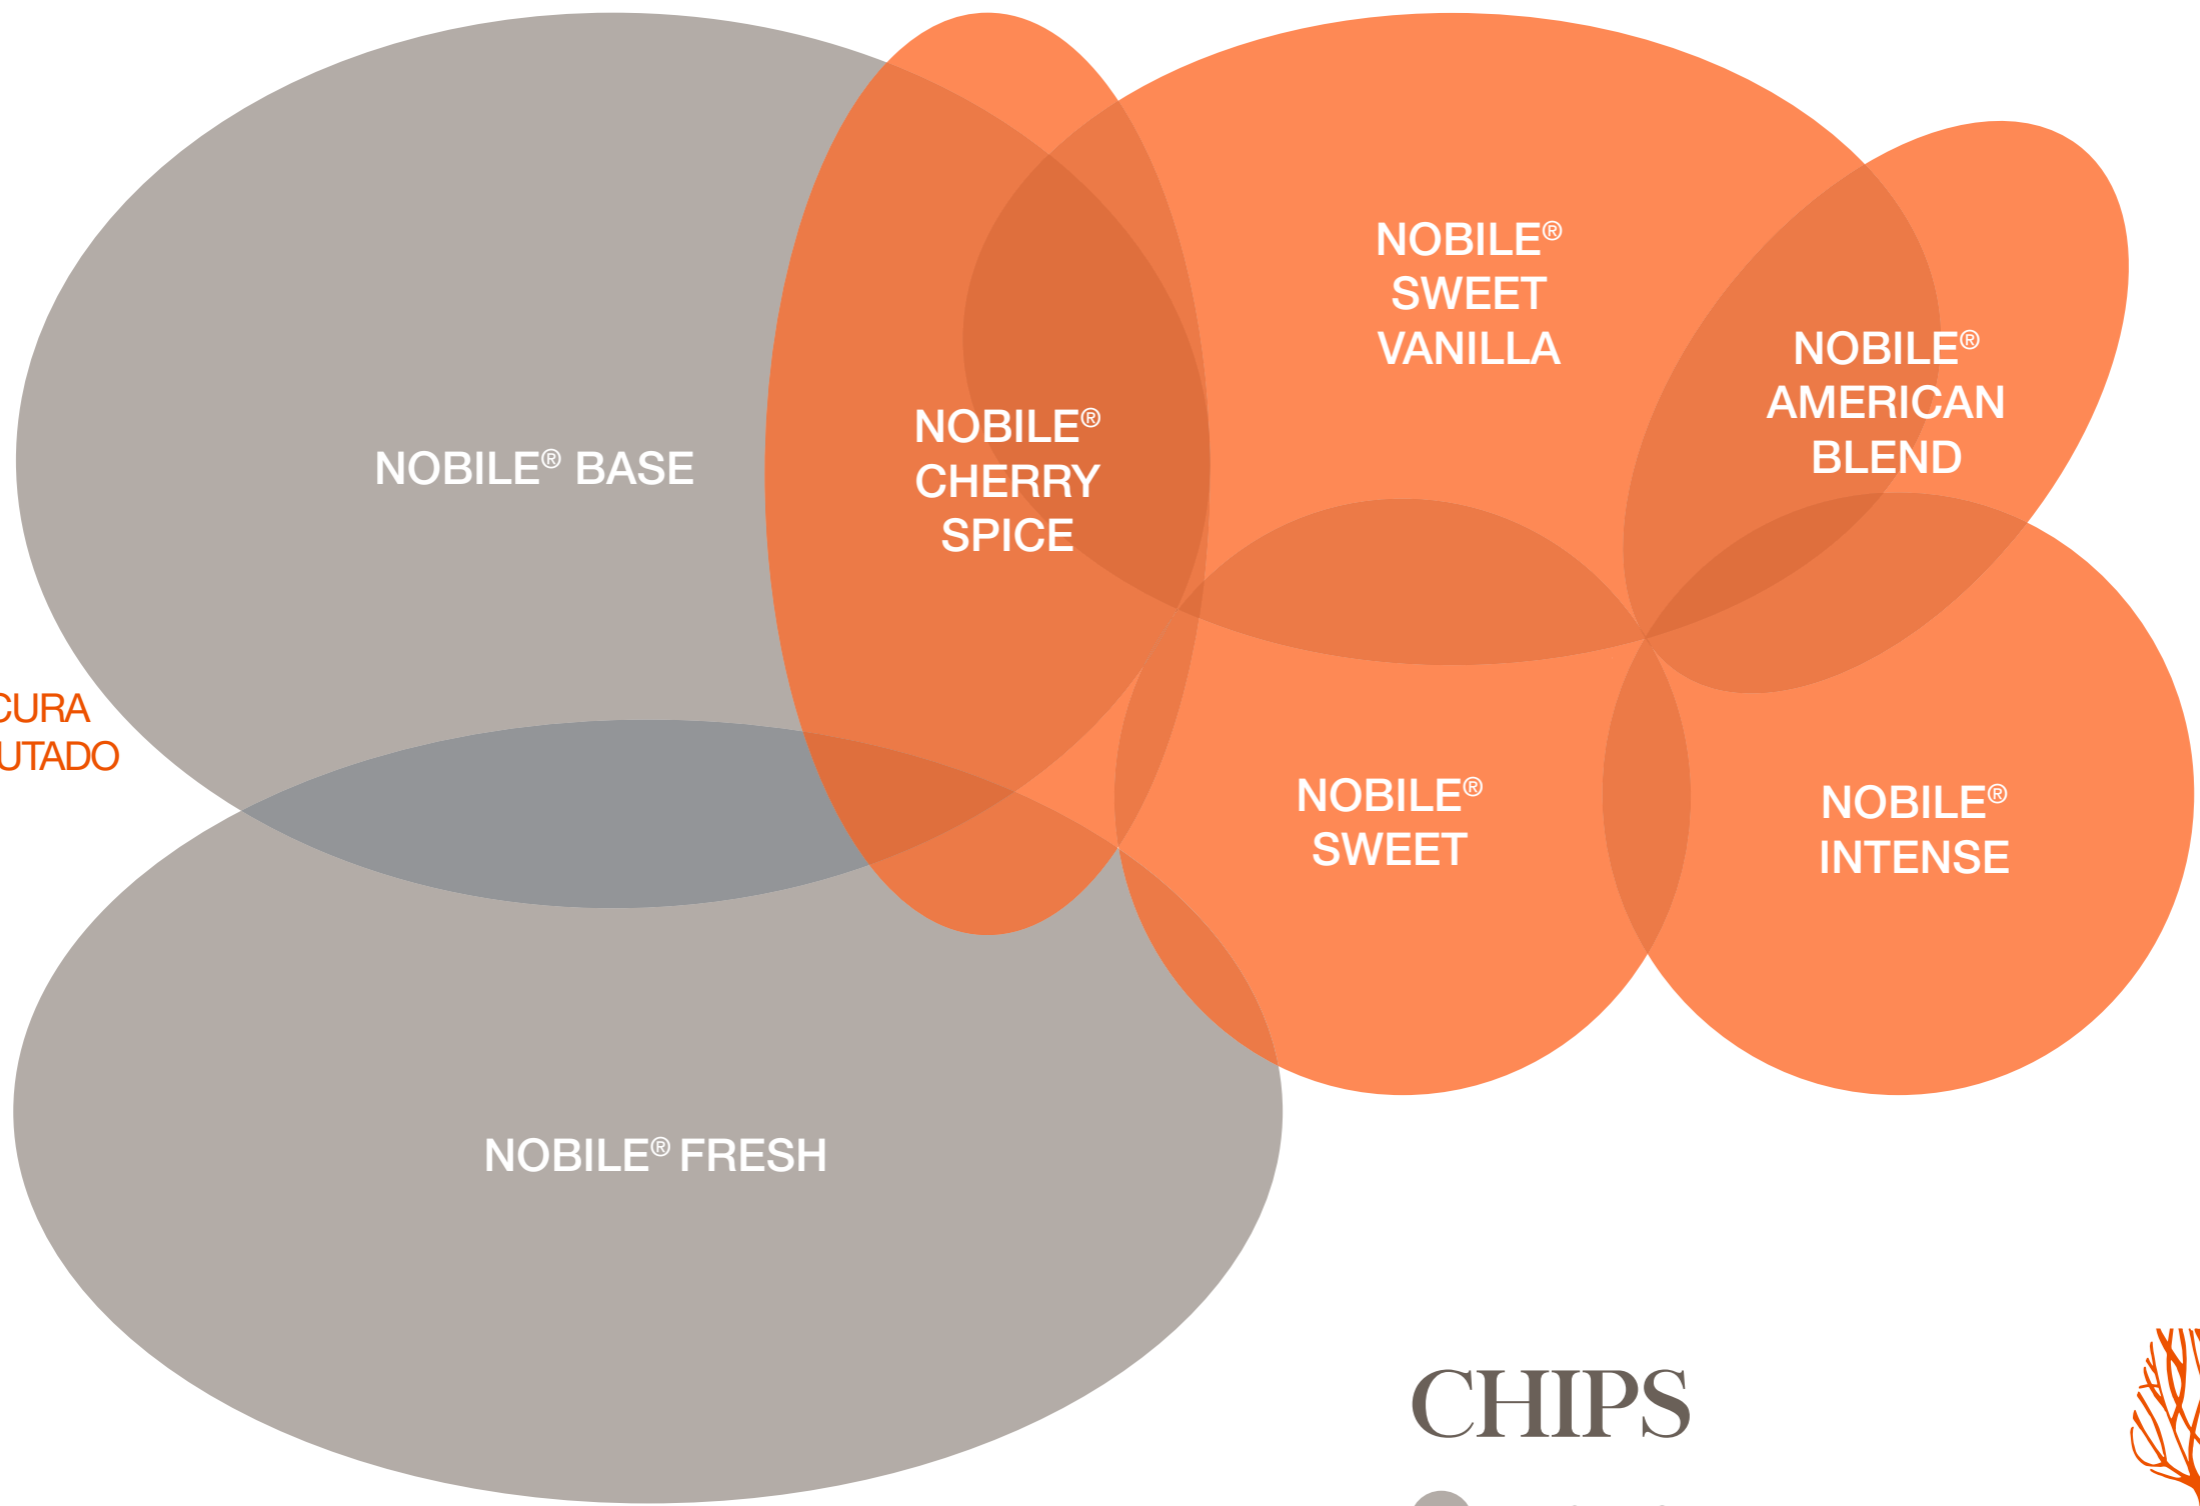 NOBILE®
SWEET
VANILLA
NOBILE®
AMERICAN
BLEND
NOBILE®
CHERRY
SPICE
NOBILE® BASE
CURA
UTADO
NOBILE®
SWEET
NOBILE®
INTENSE
NOBILE® FRESH
CHIPS